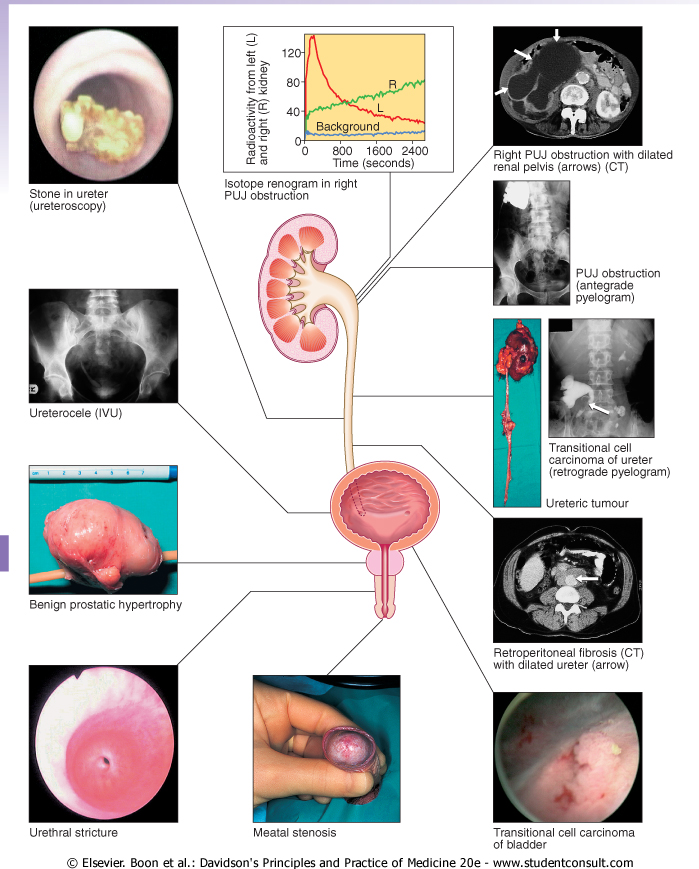 Stone in ureter
(ureteroscopy)
Radioactivity from left (L)
and right (R) kidney
120
80
40
0
R
L
Background
0 800 1600 2400
Time (seconds)
Isotope renogram in right
PUJ obstruction
Right PUJ obstruction with dilated
renal pelvis (arrows) (CT)
PUJ obstruction
(antegrade
pyelogram)
Ureterocele (IVU)
Transitional cell
carcinoma of ureter
(retrograde pyelogram)
Ureteric tumour
cm 1 2 3 4 5 6 7
Benign prostatic hypertrophy
Retroperitoneal fibrosis (CT)
with dilated ureter (arrow)
Urethral stricture
Meatal stenosis
Transitional cell carcinoma
of bladder
© Elsevier. Boon et al.: Davidson's Principles and Practice of Medicine 20e - www.studentconsult.com